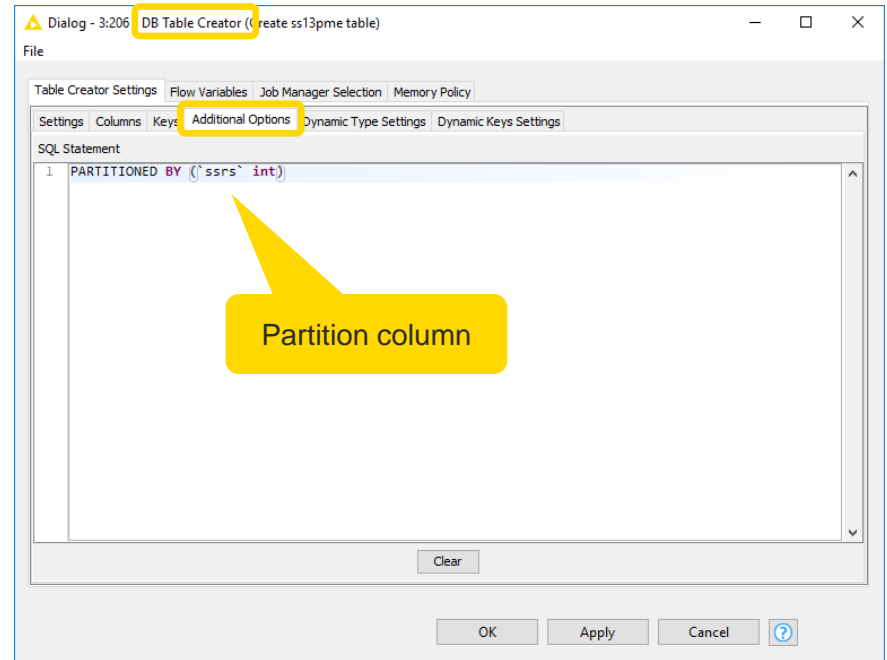 Dialog - 3:206 DB Table Creator (Create ss13pme table)
File
Table Creator Settings Flow Variables Job Manager Selection Memory Policy
Settings Columns Keys Additional Options Dynamic Type Settings Dynamic Keys Settings
SQL Statement
1 PARTITIONED BY (`ssrs` int)
Partition column
Clear
OK Apply Cancel ?